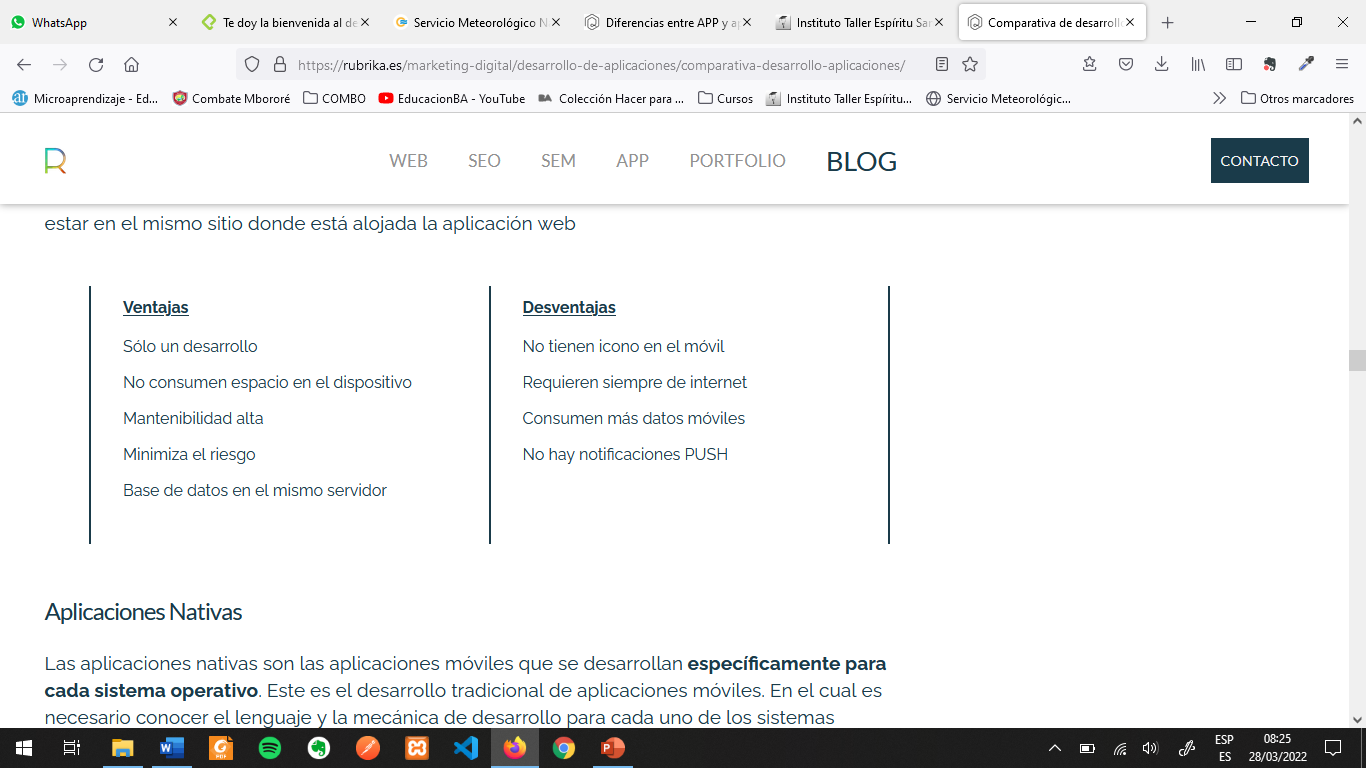 WhatsApp
Te doy la bienvenida al de
Servicio Meteorológico N
Diferencias entre APP y ap
Instituto Taller Espíritu Sar
Comparativa de desarrollo
https://rubrika.es/marketing-digital/desarrollo-de-aplicaciones/comparativa-desarrollo-aplicaciones/
Microaprendizaje - Ed...
Combate Mbororé
COMBO
EducacionBA - YouTube
BA
Colección Hacer para ...
Cursos
Instituto Taller Espíritu...
Servicio Meteorológic...
Otros marcadores
R
WEB
SEO
SEM
APP
PORTFOLIO
BLOG
CONTACTO
estar en el mismo sitio donde está alojada la aplicación web
Ventajas
Sólo un desarrollo
No consumen espacio en el dispositivo
Mantenibilidad alta
Minimiza el riesgo
Base de datos en el mismo servidor
Desventajas
No tienen icono en el móvil
Requieren siempre de internet
Consumen más datos móviles
No hay notificaciones PUSH
Aplicaciones Nativas
Las aplicaciones nativas son las aplicaciones móviles que se desarrollan específicamente para
cada sistema operativo. Este es el desarrollo tradicional de aplicaciones móviles. En el cual es
necesario conocer el lenguaje y la mecánica de desarrollo para cada uno de los sistemas
ESP
ES
08:25
28/03/2022